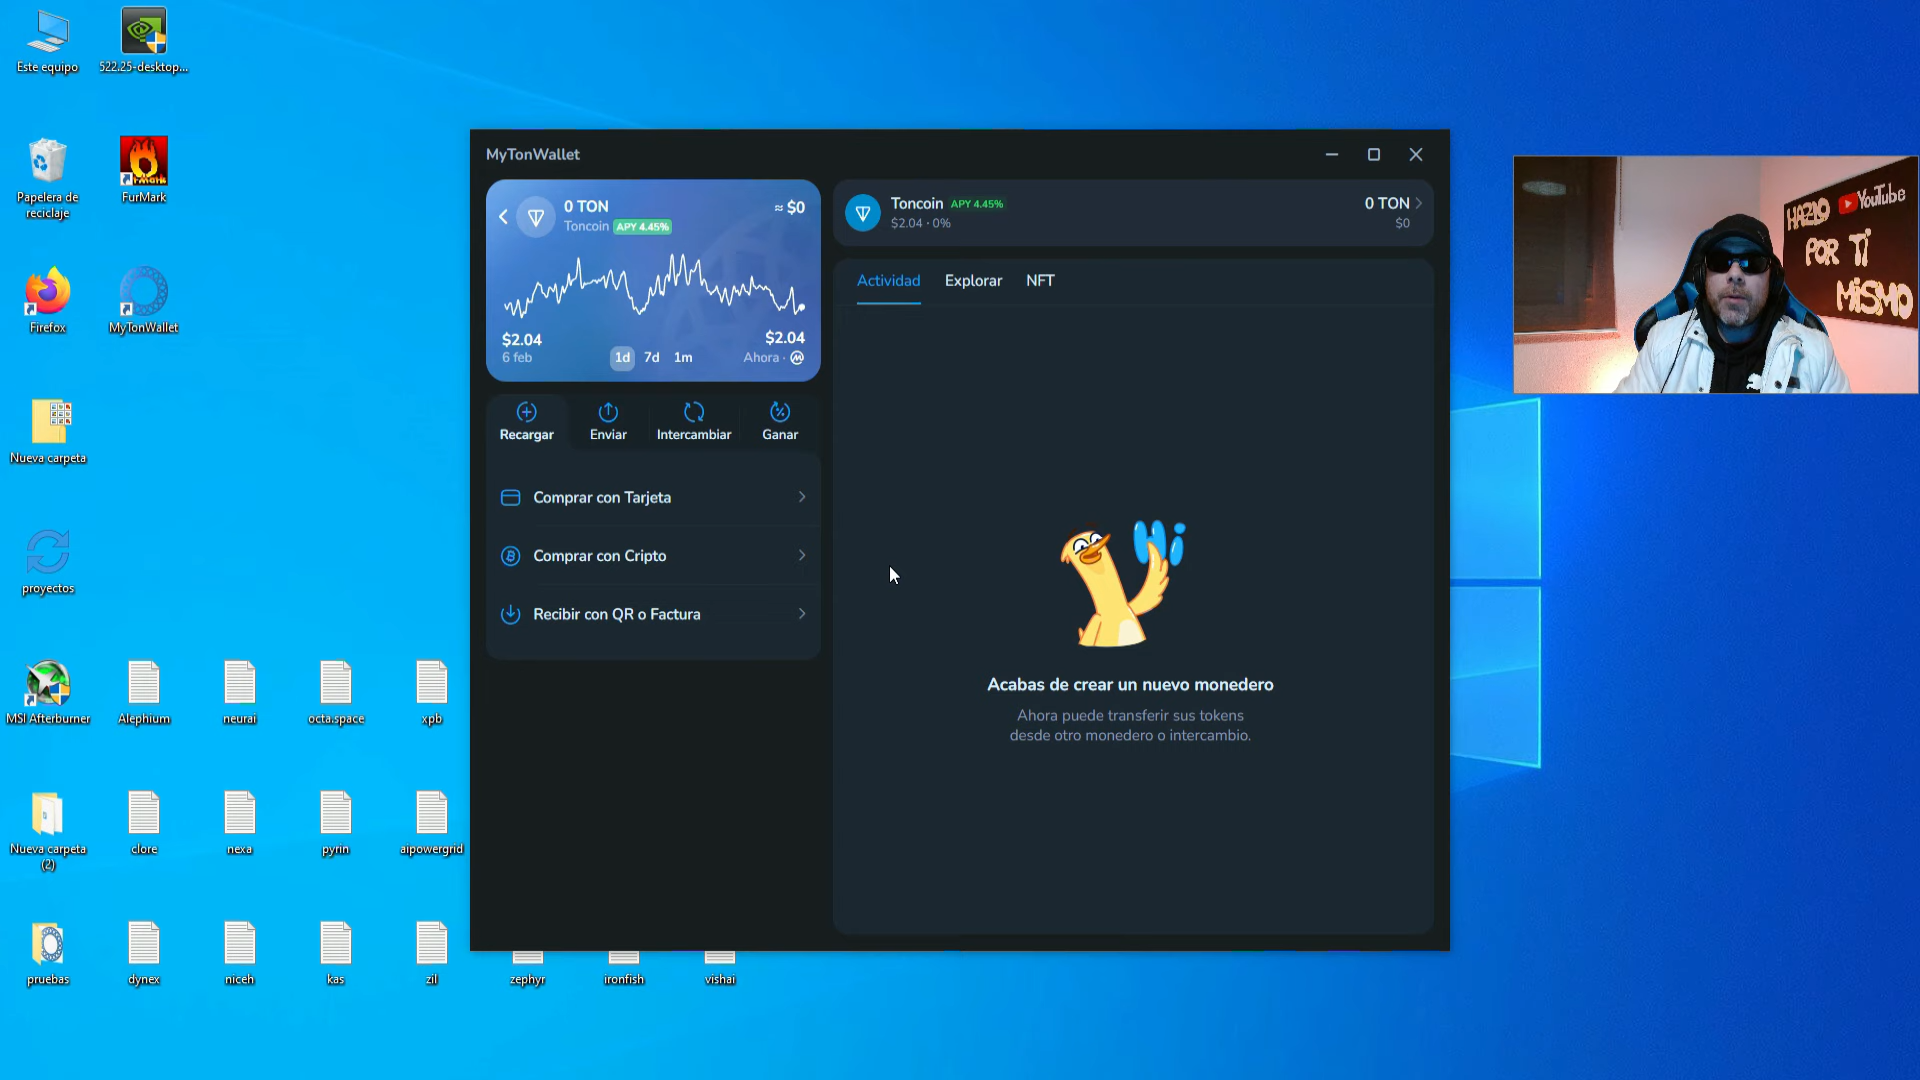 Este equipo
522.25-desktop...
Papelera de
reciclaje
FurMark
Firefox
MyTonWallet
Nueva carpeta
proyectos
MSI Afterburner
Alephium
neurai
octa.space
xpb
Nueva carpeta
(2)
clore
nexa
pyrin
aipowergrid
pruebas
dynex
niceh
kas
zil
zephyr
ironfish
vishai
MyTonWallet
0 TON
≈ $0
Toncoin APY 4.45%
$2.04
$2.04
6 feb
1d 7d 1m
Ahora ·
Recargar
Enviar
Intercambiar
Ganar
Comprar con Tarjeta
Comprar con Cripto
Recibir con QR o Factura
Toncoin APY 4.45%
$2.04 · 0%
0 TON
$0
Actividad
Explorar
NFT
Hi
Acabas de crear un nuevo monedero
Ahora puede transferir sus tokens
desde otro monedero o intercambio.
YouTube
HAZLO
POR TI
MISMO